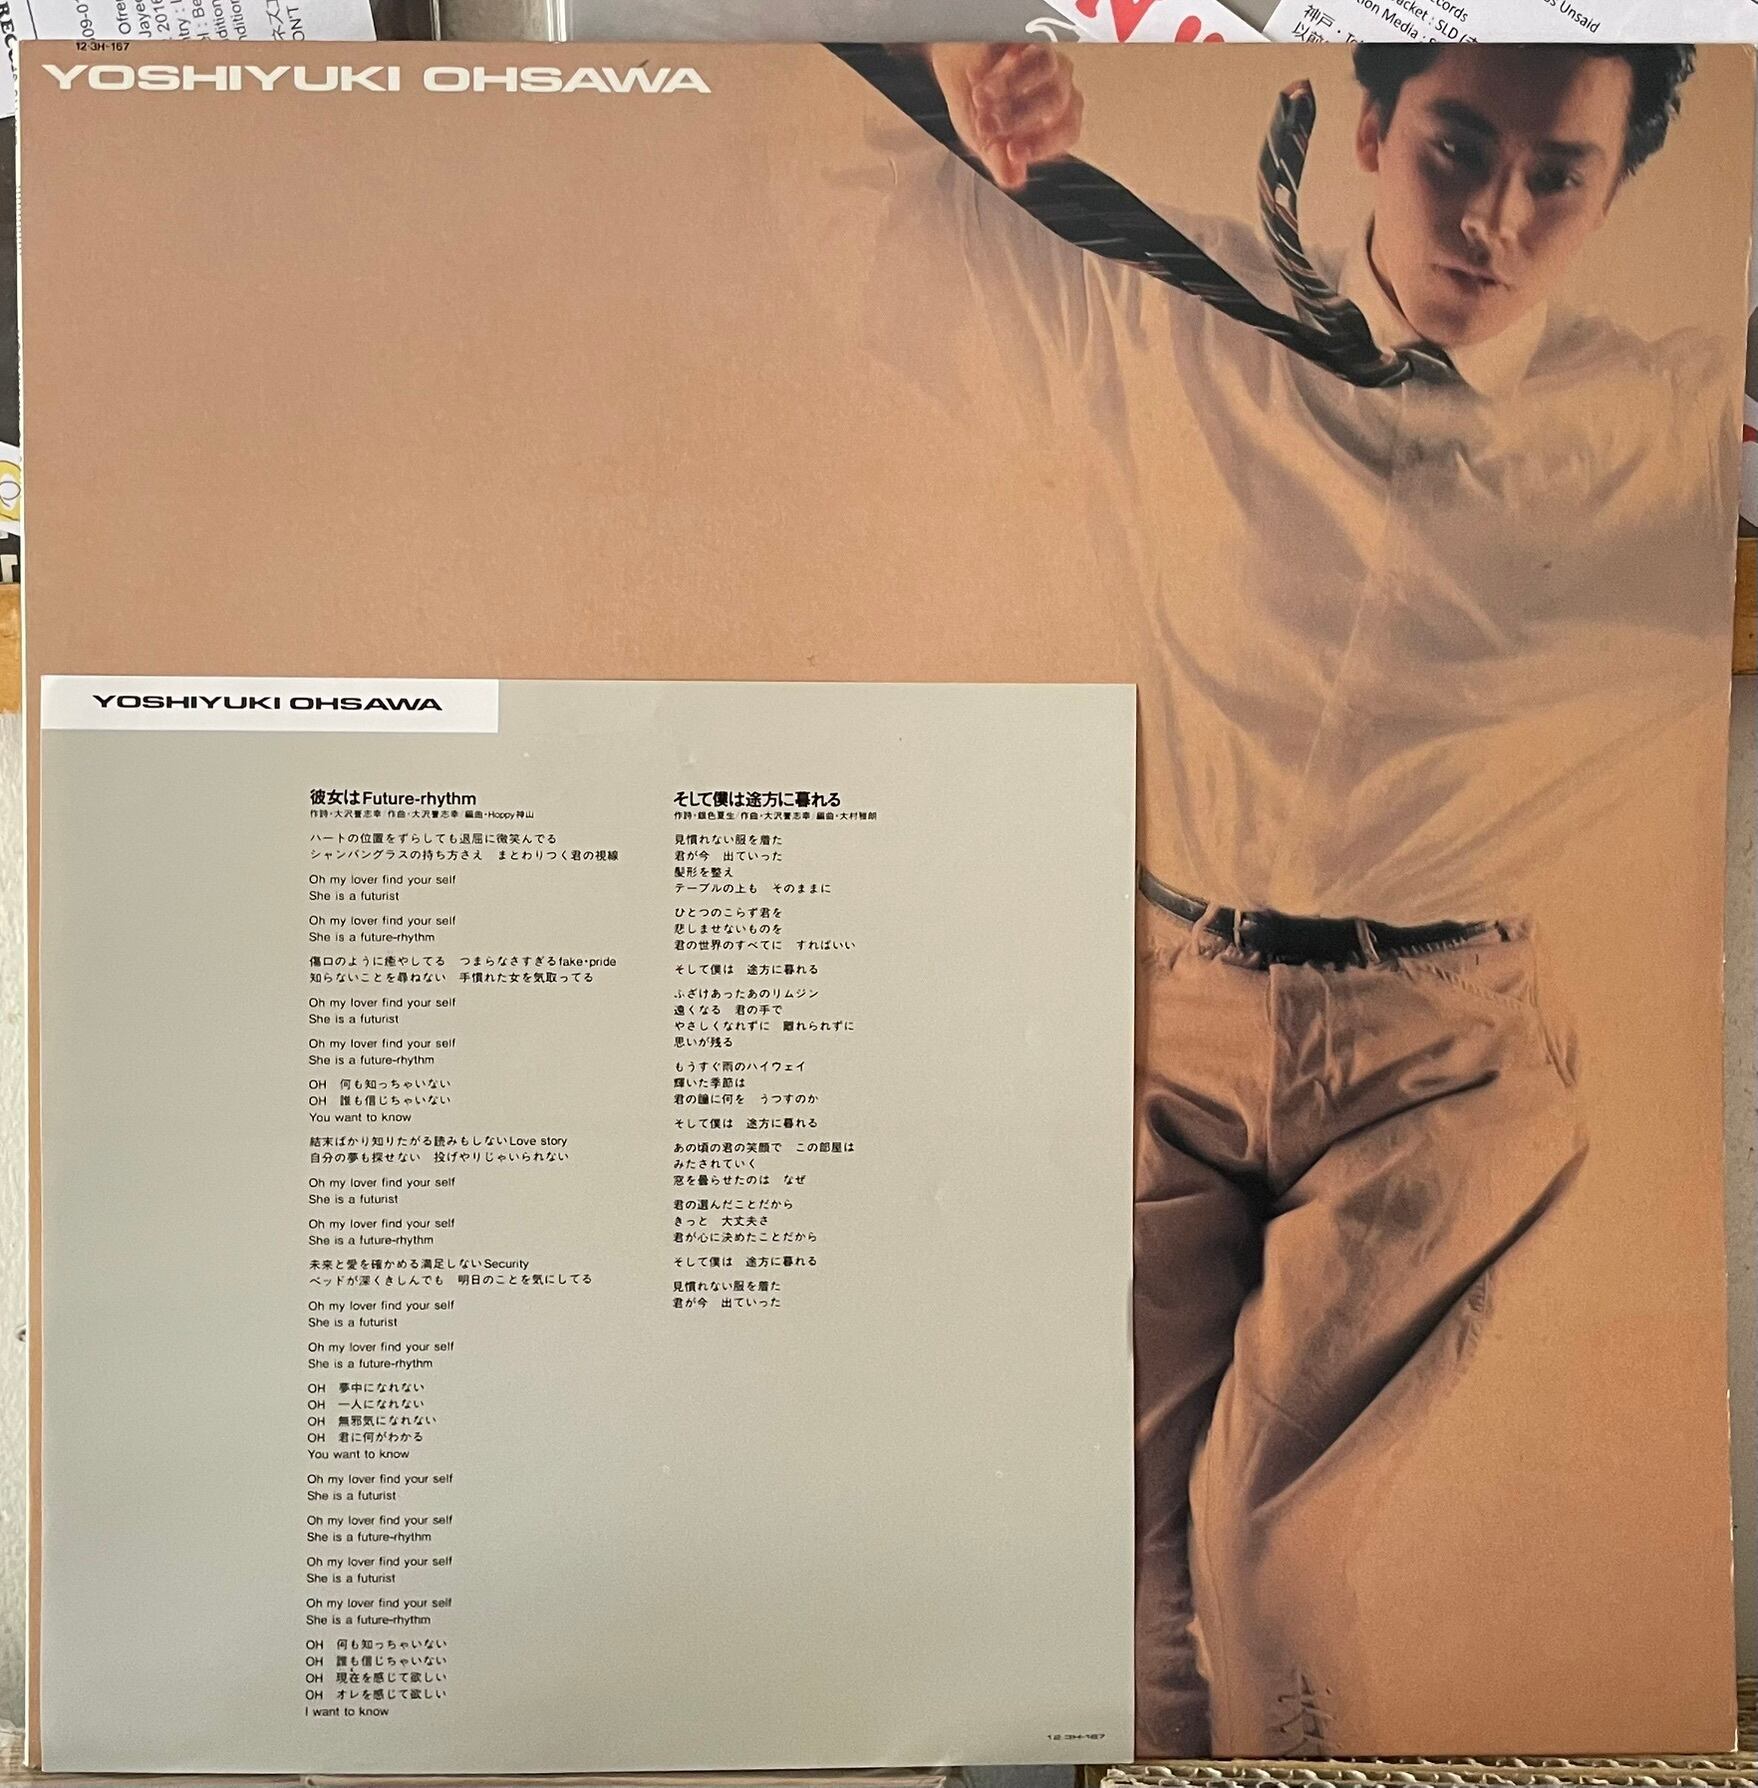 12·3H-167
YOSHIYUKI OHSAWA
YOSHIYUKI OHSAWA
彼女はFuture-rhythm
作詩・大沢誉志幸 作曲・大沢誉志幸/編曲・Hoppy神山
ハートの位置をずらしても退屈に微笑んでる
シャンパングラスの持ち方さえ まとわりつく君の視線
Oh my lover find your self
She is a futurist
Oh my lover find your self
She is a future-rhythm
傷口のように癒やしてる つまらなさすぎるfake・pride
知らないことを尋ねない 手慣れた女を気取ってる
Oh my lover find your self
She is a futurist
Oh my lover find your self
She is a future-rhythm
OH 何も知っちゃいない
OH 誰も信じちゃいない
You want to know
結末ばかり知りたがる読みもしないLove story
自分の夢も探せない 投げやりじゃいられない
Oh my lover find your self
She is a futurist
Oh my lover find your self
She is a future-rhythm
未来と愛を確かめる満足しないSecurity
ベッドが深くきしんでも 明日のことを気にしてる
Oh my lover find your self
She is a futurist
Oh my lover find your self
She is a future-rhythm
OH 夢中になれない
OH 一人になれない
OH 無邪気になれない
OH 君に何がわかる
You want to know
Oh my lover find your self
She is a futurist
Oh my lover find your self
She is a future-rhythm
Oh my lover find your self
She is a futurist
Oh my lover find your self
She is a future-rhythm
OH 何も知っちゃいない
OH 誰も信じちゃいない
OH 現在を感じて欲しい
OH オレを感じて欲しい
I want to know
そして僕は途方に暮れる
作詩・銀色夏生/作曲・大沢誉志幸/編曲・大村雅朗
見慣れない服を着た
君が今 出ていった
髪形を整え
テーブルの上も そのままに
ひとつのこらず君を
悲しませないものを
君の世界のすべてに すればいい
そして僕は 途方に暮れる
ふざけあったあのリムジン
遠くなる 君の手で
やさしくなれずに 離れられずに
思いが残る
もうすぐ雨のハイウェイ
輝いた季節は
君の瞳に何を うつすのか
そして僕は 途方に暮れる
あの頃の君の笑顔で この部屋は
みたされていく
窓を曇らせたのは なぜ
君の選んだことだから
きっと 大丈夫さ
君が心に決めたことだから
そして僕は 途方に暮れる
見慣れない服を着た
君が今 出ていった
12·3H-167